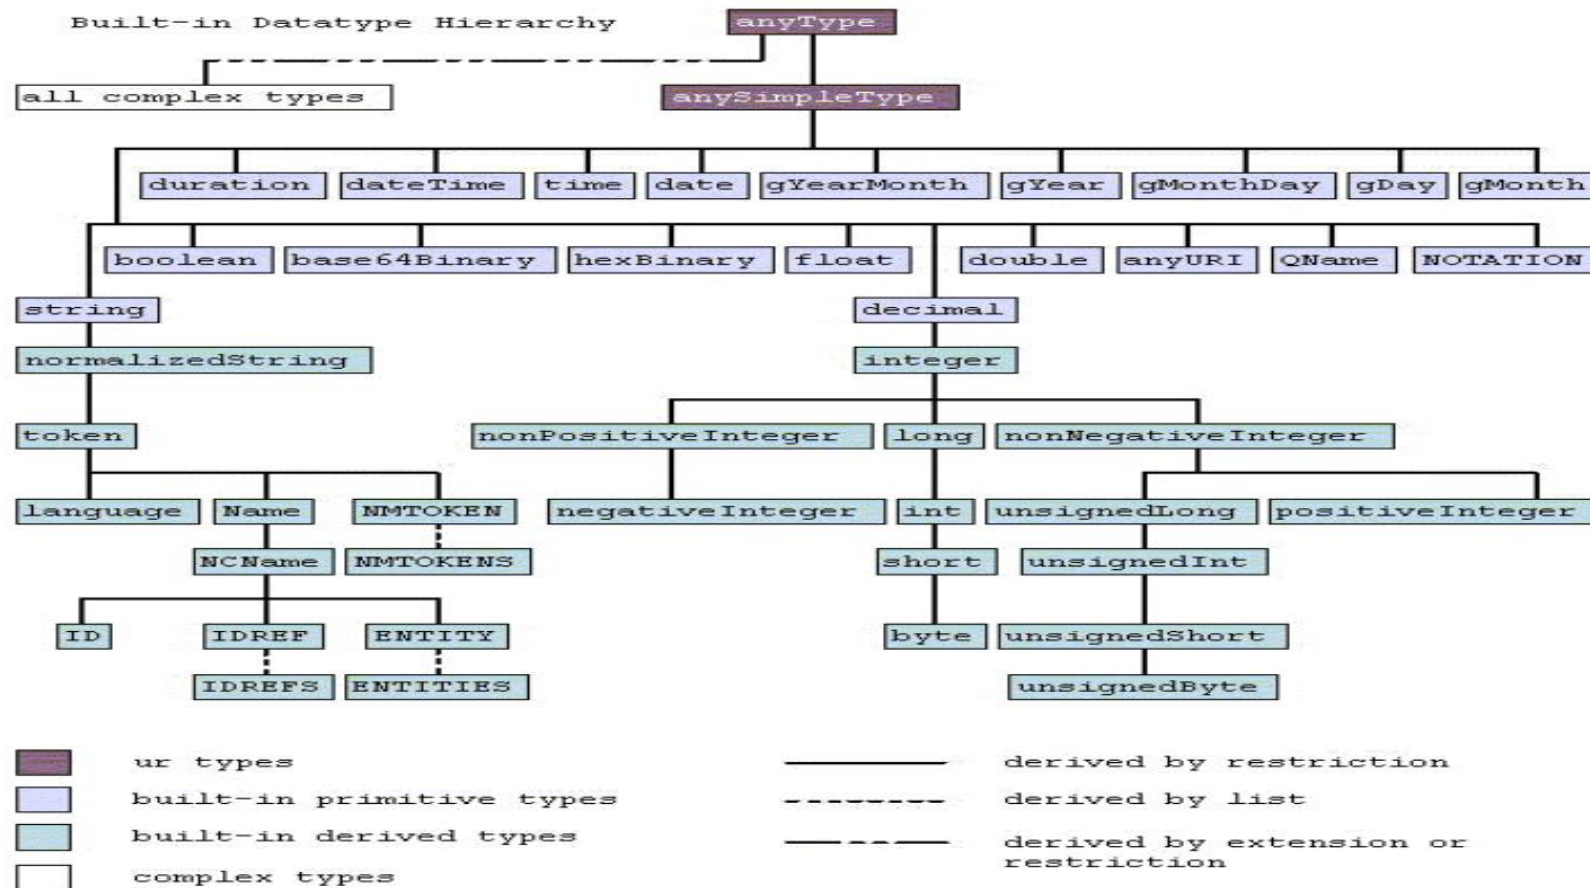 Built-in Datatype Hierarchy
anyType
all complex types
anySimpleType
duration
dateTime
time
date
gYearMonth
gYear
gMonthDay
gDay
gMonth
boolean
base64Binary
hexBinary
float
double
anyURI
QName
NOTATION
string
decimal
normalizedString
integer
token
nonPositiveInteger
long
nonNegativeInteger
language
Name
NMTOKEN
negativeInteger
int
unsignedLong
positiveInteger
NCName
NMTOKENS
short
unsignedInt
ID
IDREF
ENTITY
byte
unsignedShort
IDREFS
ENTITIES
unsignedByte
ur types
built-in primitive types
built-in derived types
complex types
derived by restriction
derived by list
derived by extension or
restriction